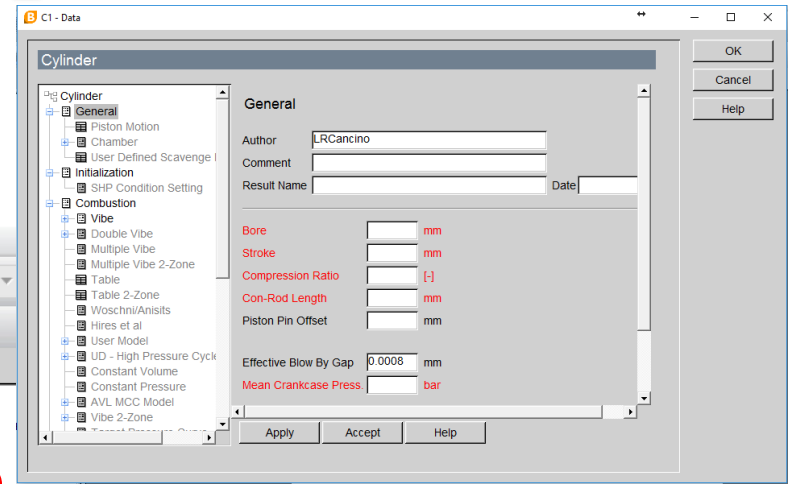 C1 - Data
Cylinder
OK
Cancel
Help
Cylinder
General
Piston Motion
Chamber
User Defined Scavenge
Initialization
SHP Condition Setting
Combustion
Vibe
Double Vibe
Multiple Vibe
Multiple Vibe 2-Zone
Table
Table 2-Zone
Woschni/Anisits
Hires et al
User Model
UD - High Pressure Cycle
Constant Volume
Constant Pressure
AVL MCC Model
Vibe 2-Zone
General
Author LRCancino
Comment
Result Name Date
Bore mm
Stroke mm
Compression Ratio [-]
Con-Rod Length mm
Piston Pin Offset mm
Effective Blow By Gap 0.0008 mm
Mean Crankcase Press. bar
Apply Accept Help